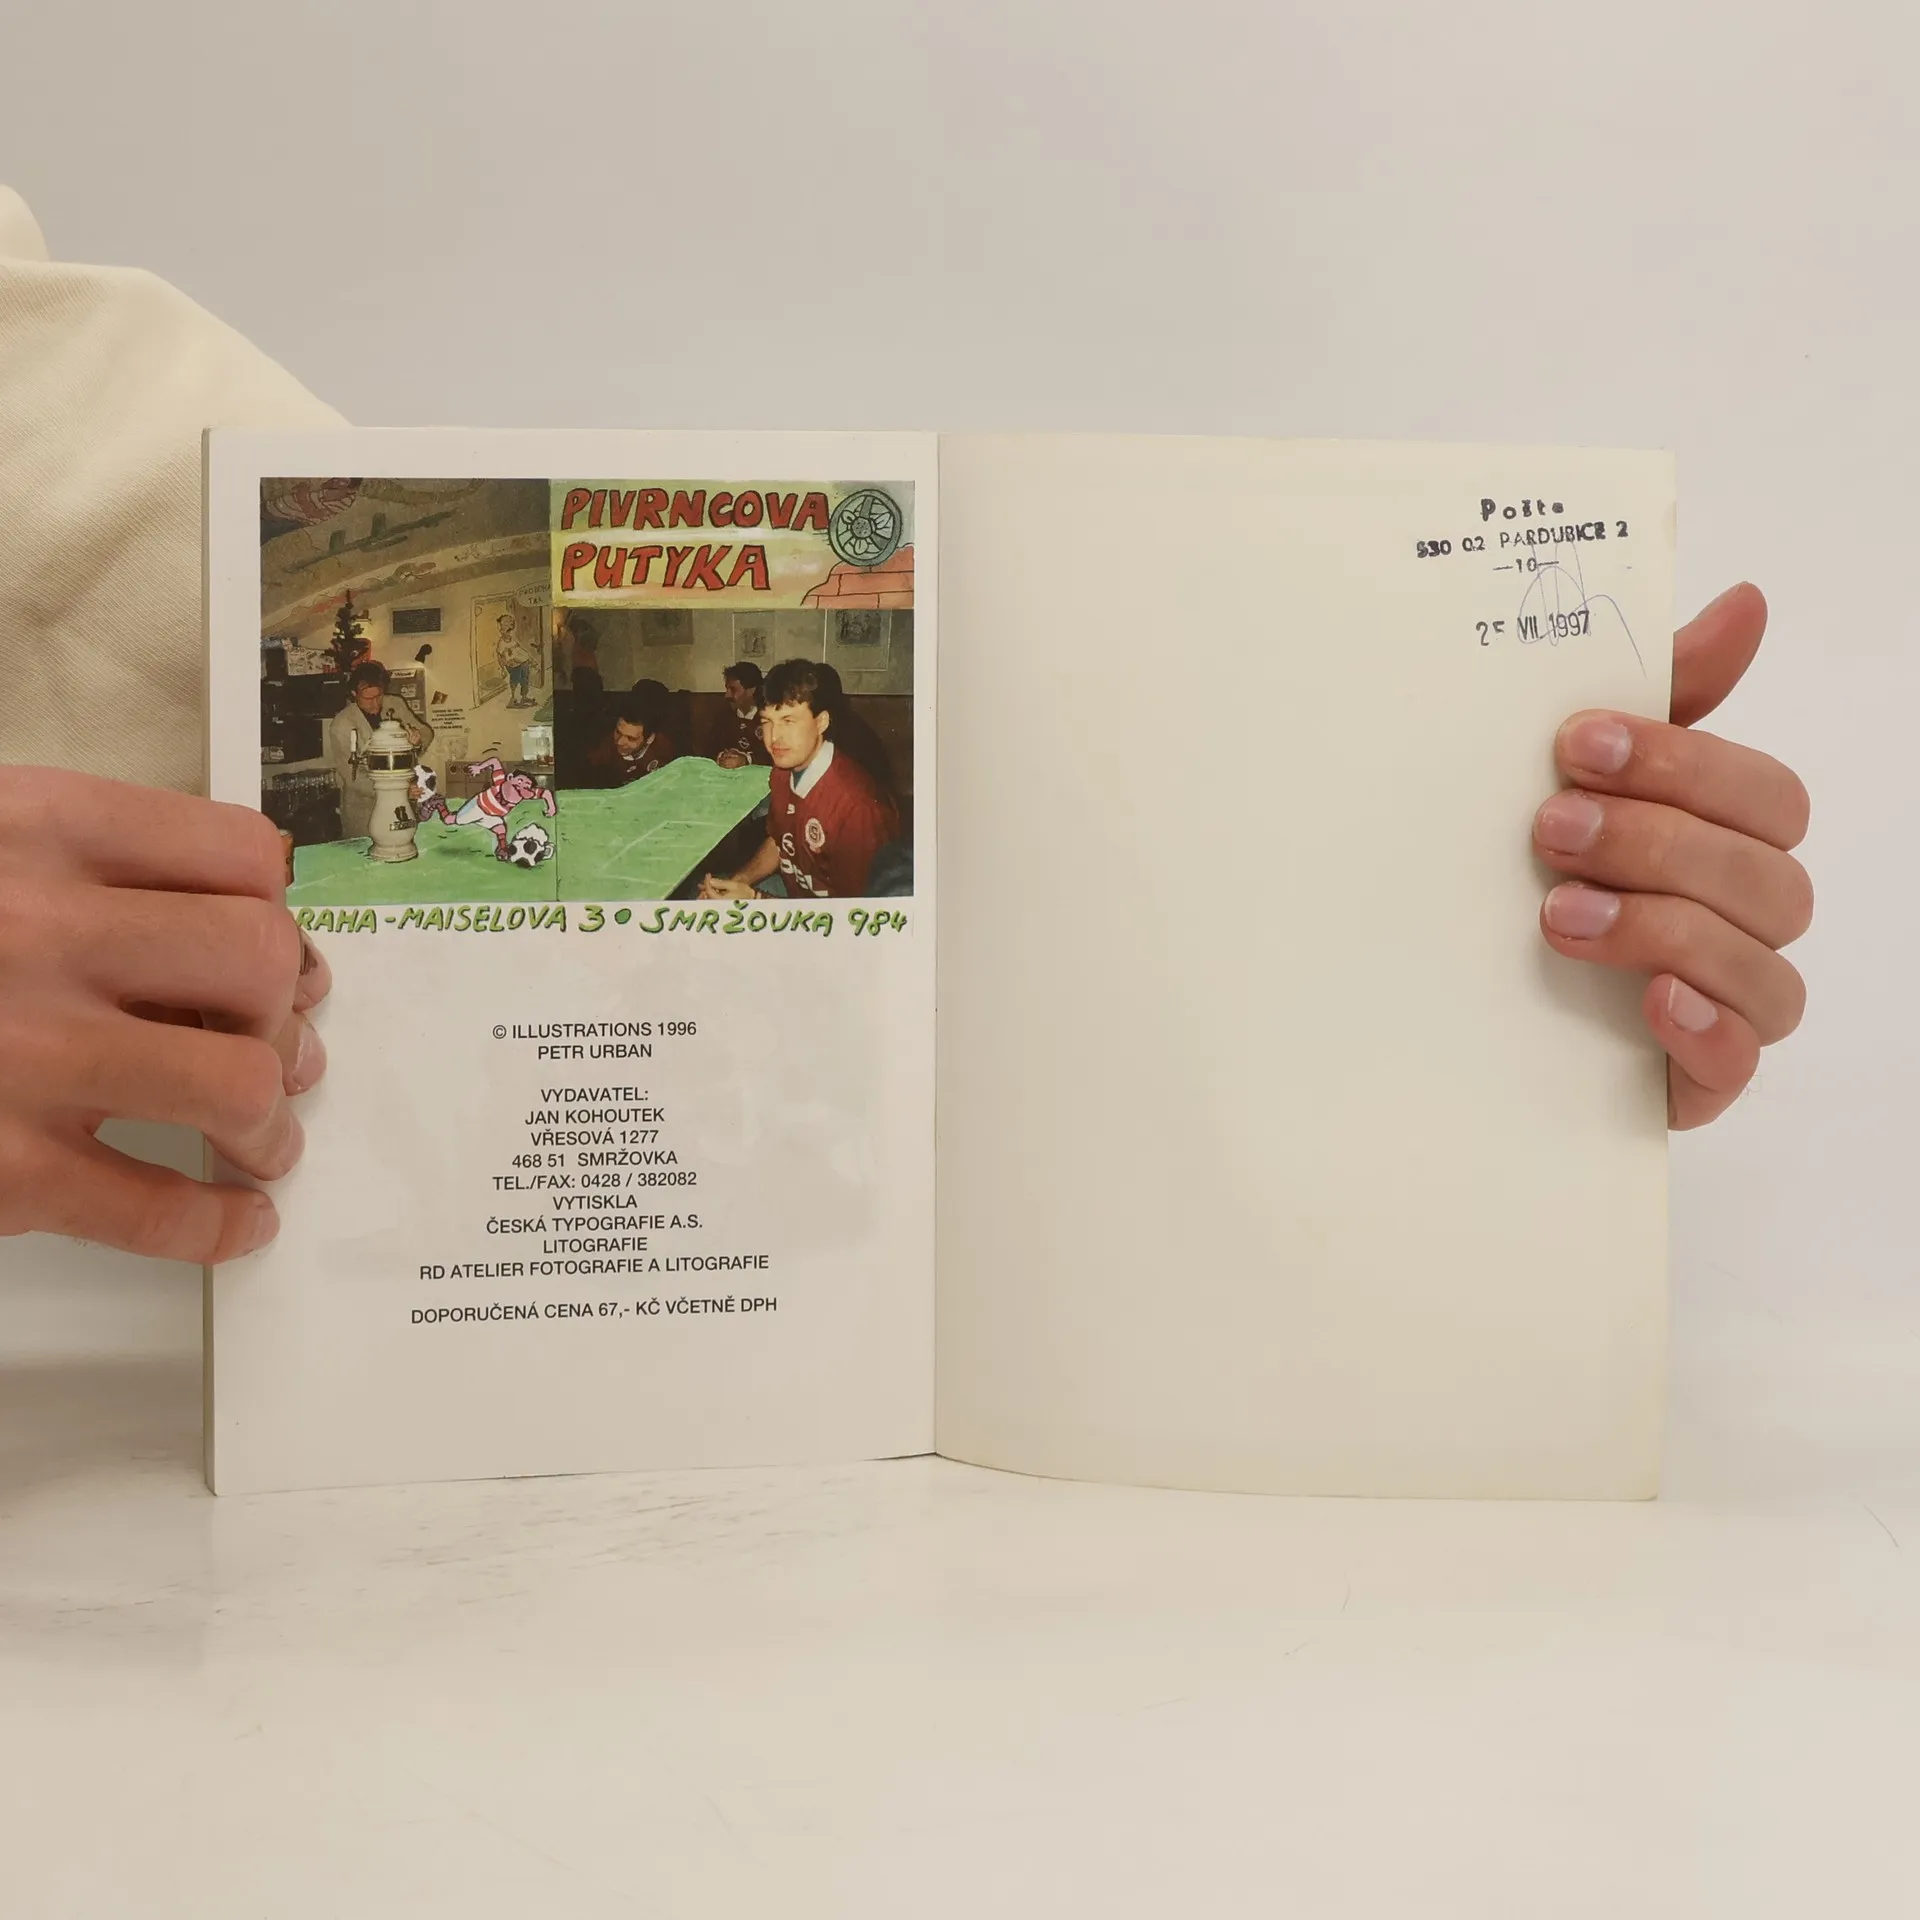 PIVRNCOVA
PUTYKA
RAHA-MAISELOVA 3 • SMRŽOUKA 984
© ILLUSTRATIONS 1996
PETR URBAN
VYDAVATEL:
JAN KOHOUTEK
VŘESOVÁ 1277
468 51 SMRŽOVKA
TEL./FAX: 0428 / 382082
VYTISKLA
ČESKÁ TYPOGRAFIE A.S.
LITOGRAFIE
RD ATELIER FOTOGRAFIE A LITOGRAFIE
DOPORUČENÁ CENA 67,- KČ VČETNĚ DPH
Pošta
530 02 PARDUBICE 2
—10—
25 VII. 1997